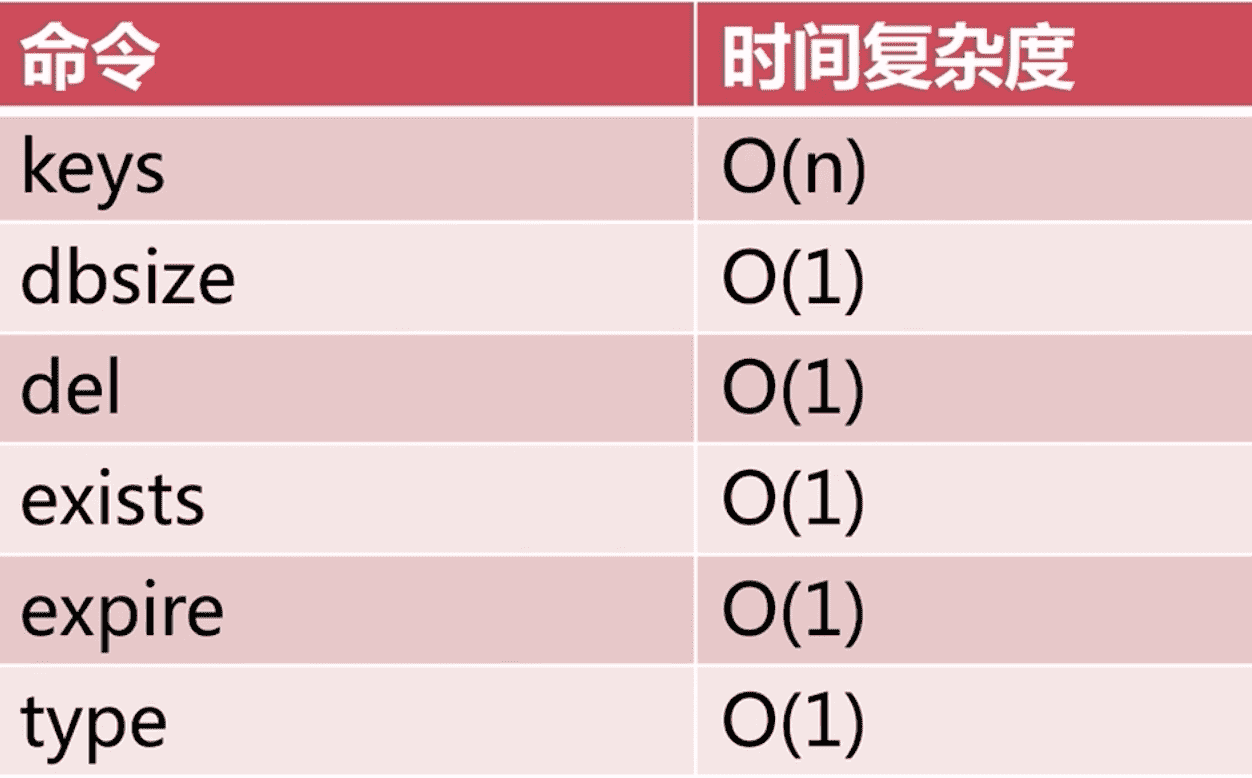 命令 时间复杂度
keys O(n)
dbsize O(1)
del O(1)
exists O(1)
expire O(1)
type O(1)